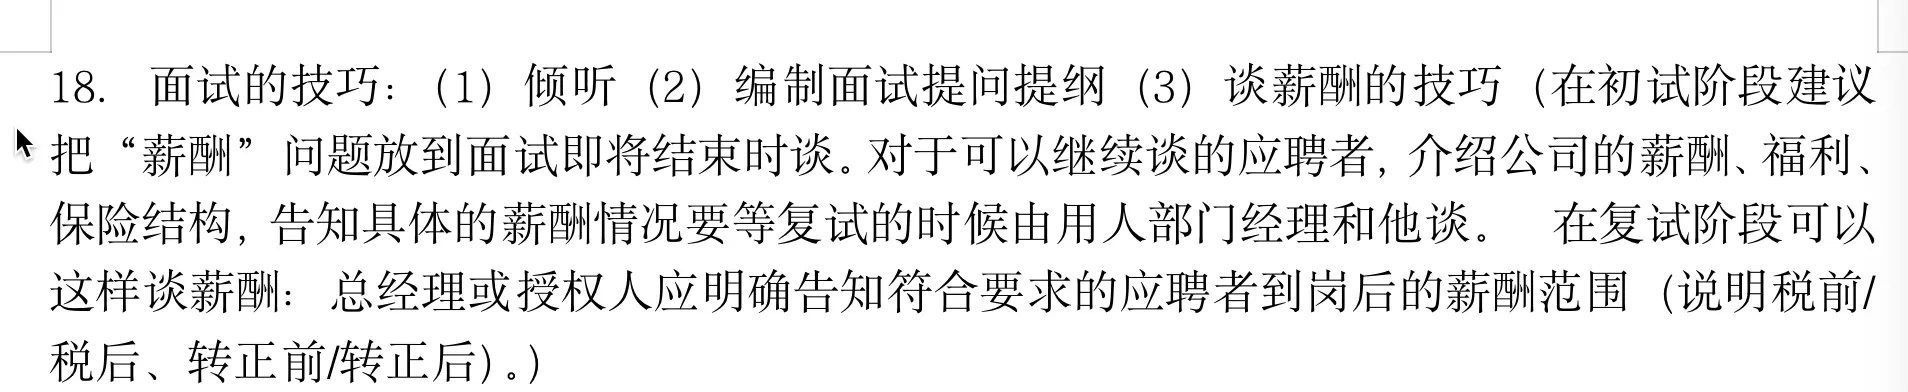 18.  面试的技巧：（1）倾听（2）编制面试提问提纲（3）谈薪酬的技巧（在初试阶段建议
把“薪酬”问题放到面试即将结束时谈。对于可以继续谈的应聘者，介绍公司的薪酬、福利、
保险结构，告知具体的薪酬情况要等复试的时候由用人部门经理和他谈。  在复试阶段可以
这样谈薪酬： 总经理或授权人应明确告知符合要求的应聘者到岗后的薪酬范围（说明税前/
税后、转正前/转正后）。）